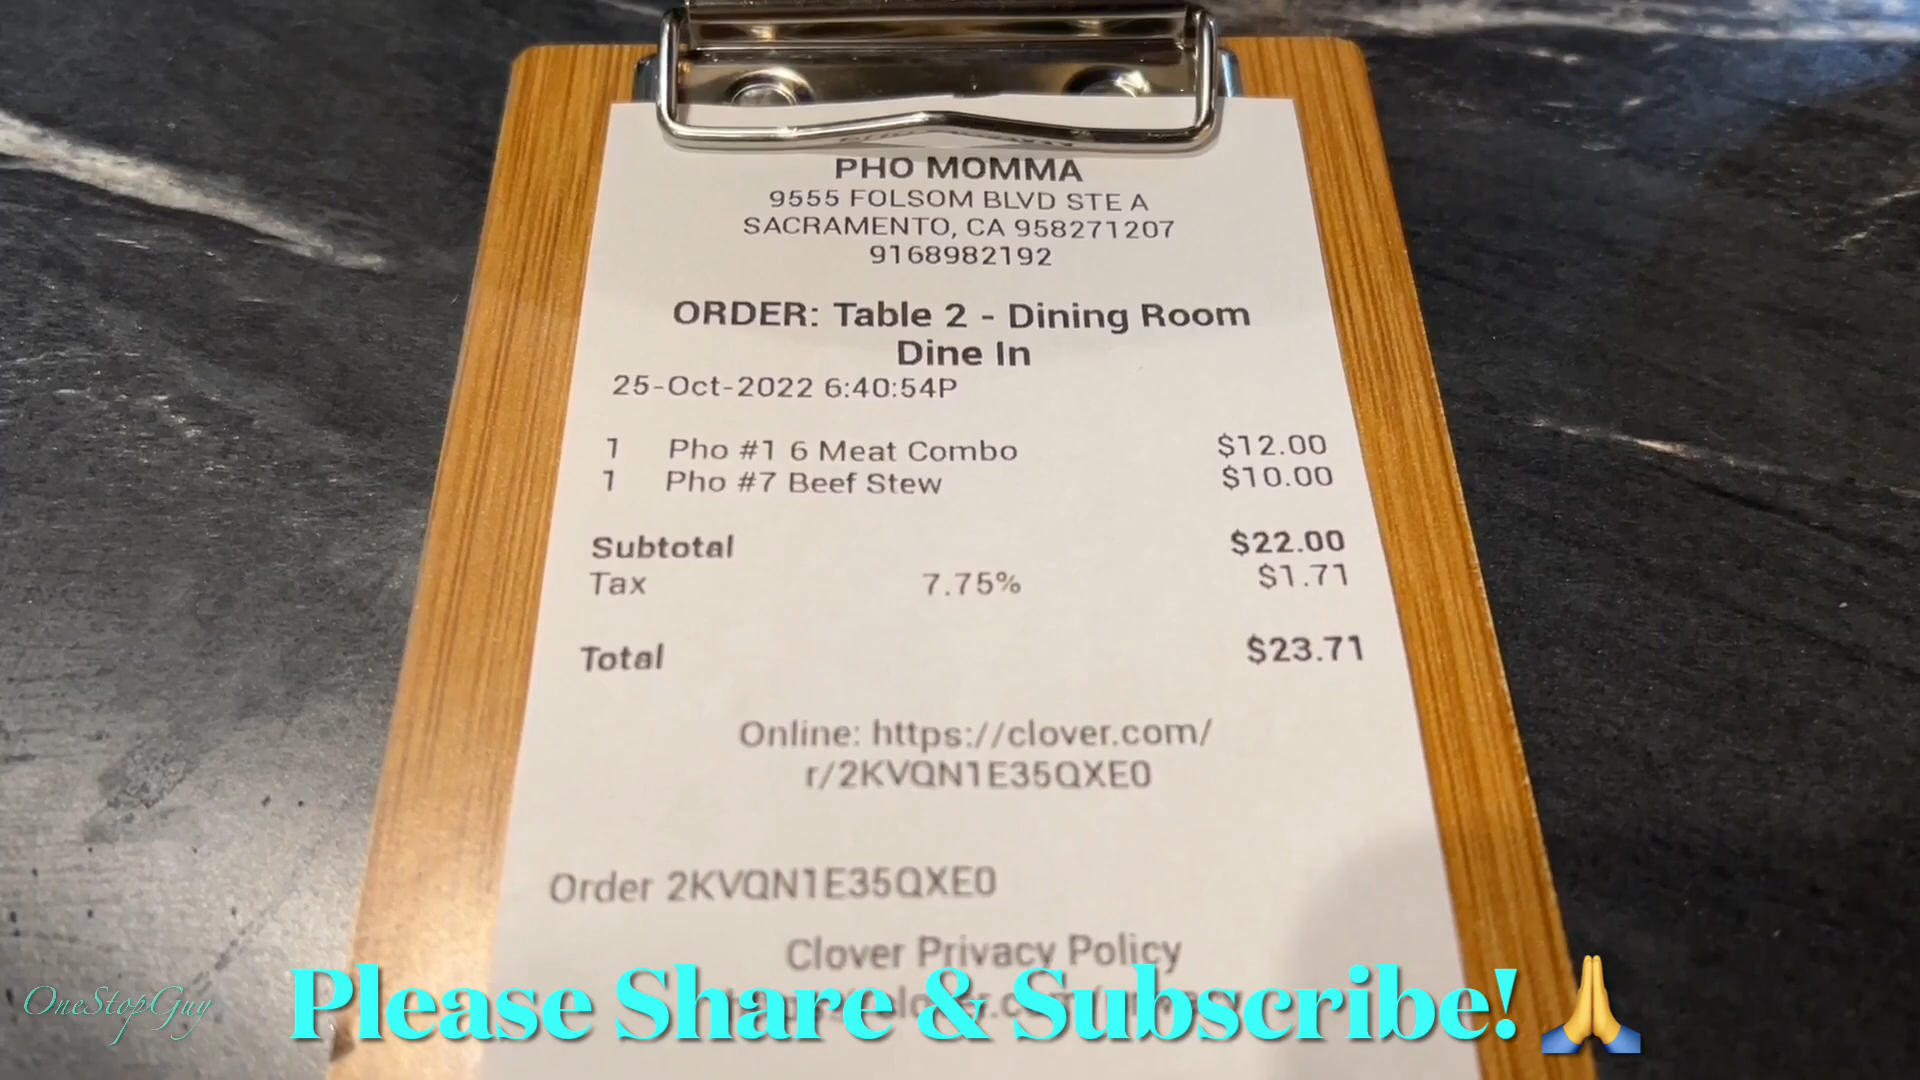 PHO MOMMA
9555 FOLSOM BLVD STE A
SACRAMENTO, CA 958271207
9168982192
ORDER: Table 2 - Dining Room
Dine In
25-Oct-2022 6:40:54P
1 Pho #1 6 Meat Combo $12.00
1 Pho #7 Beef Stew $10.00
Subtotal $22.00
Tax 7.75% $1.71
Total $23.71
Online: https://clover.com/
r/2KVQN1E35QXE0
Order 2KVQN1E35QXE0
Clover Privacy Policy
OneStopGuy
Please Share & Subscribe! 🙏